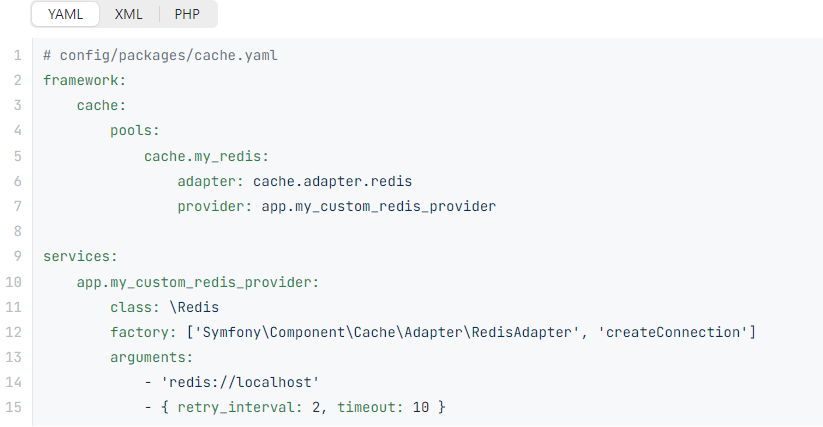 YAML XML PHP
1 # config/packages/cache.yaml
2 framework:
3     cache:
4         pools:
5             cache.my_redis:
6                 adapter: cache.adapter.redis
7                 provider: app.my_custom_redis_provider
8
9 services:
10     app.my_custom_redis_provider:
11         class: \Redis
12         factory: ['Symfony\Component\Cache\Adapter\RedisAdapter', 'createConnection']
13         arguments:
14             - 'redis://localhost'
15             - { retry_interval: 2, timeout: 10 }